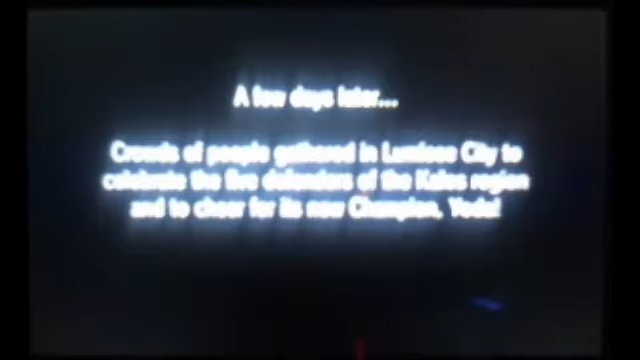 A few days later...
Crowds of people gathered in Lumiose City to
celebrate the five defenders of the Kalos region
and to cheer for its new Champion, Yodai